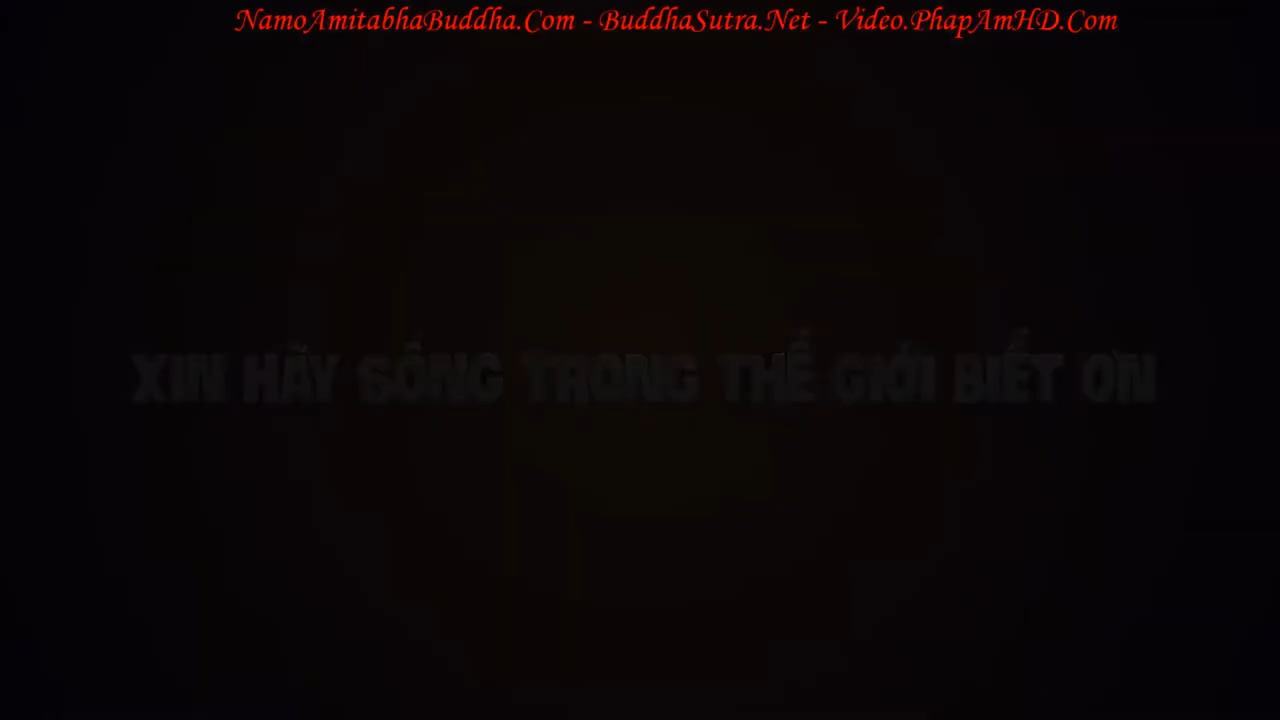 NamoAmitabhaBuddha.Com - BuddhaSutra.Net - Video.PhapAmHD.Com
XIN HÃY SỐNG TRONG THẾ GIỚI BIẾT ƠN